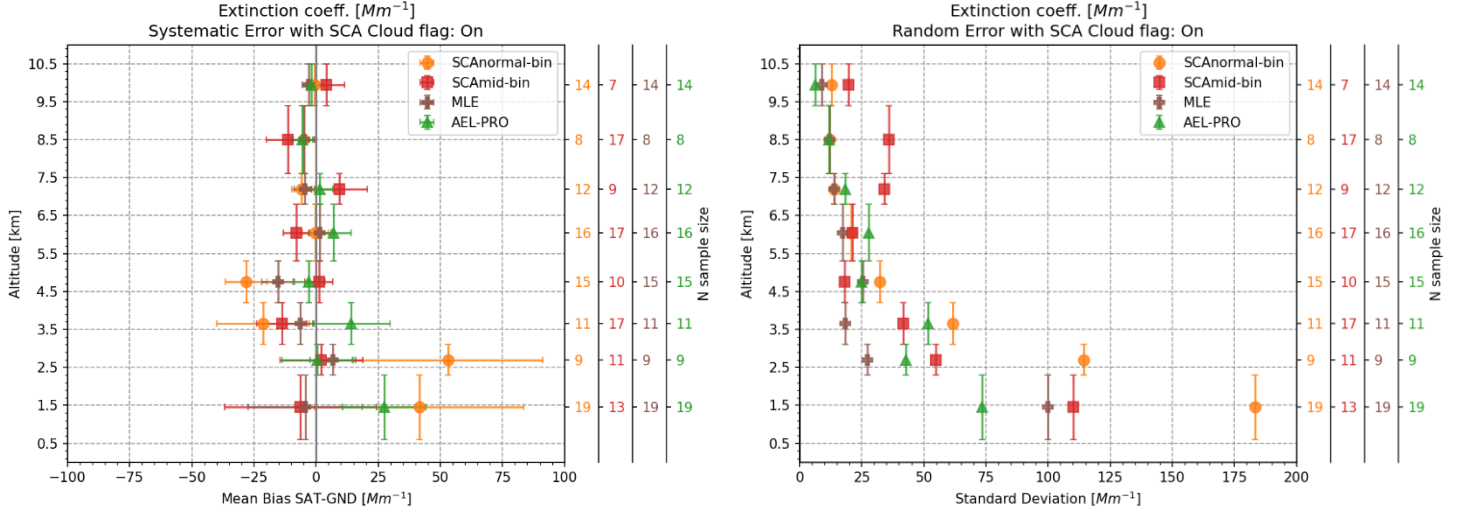 Extinction coeff. [Mm⁻¹]
Systematic Error with SCA Cloud flag: On
SCAnormal-bin
SCAmid-bin
MLE
AEL-PRO
10.5
9.5
8.5
7.5
6.5
5.5
4.5
3.5
2.5
1.5
0.5
Altitude [km]
−100 −75 −50 −25 0 25 50 75 100
Mean Bias SAT-GND [Mm⁻¹]
14 7 14 14
8 17 8 8
12 9 12 12
16 17 16 16
15 10 15 15
11 17 11 11
9 11 9 9
19 13 19 19
N sample size
Extinction coeff. [Mm⁻¹]
Random Error with SCA Cloud flag: On
SCAnormal-bin
SCAmid-bin
MLE
AEL-PRO
10.5
9.5
8.5
7.5
6.5
5.5
4.5
3.5
2.5
1.5
0.5
Altitude [km]
0 25 50 75 100 125 150 175 200
Standard Deviation [Mm⁻¹]
14 7 14 14
8 17 8 8
12 9 12 12
16 17 16 16
15 10 15 15
11 17 11 11
9 11 9 9
19 13 19 19
N sample size